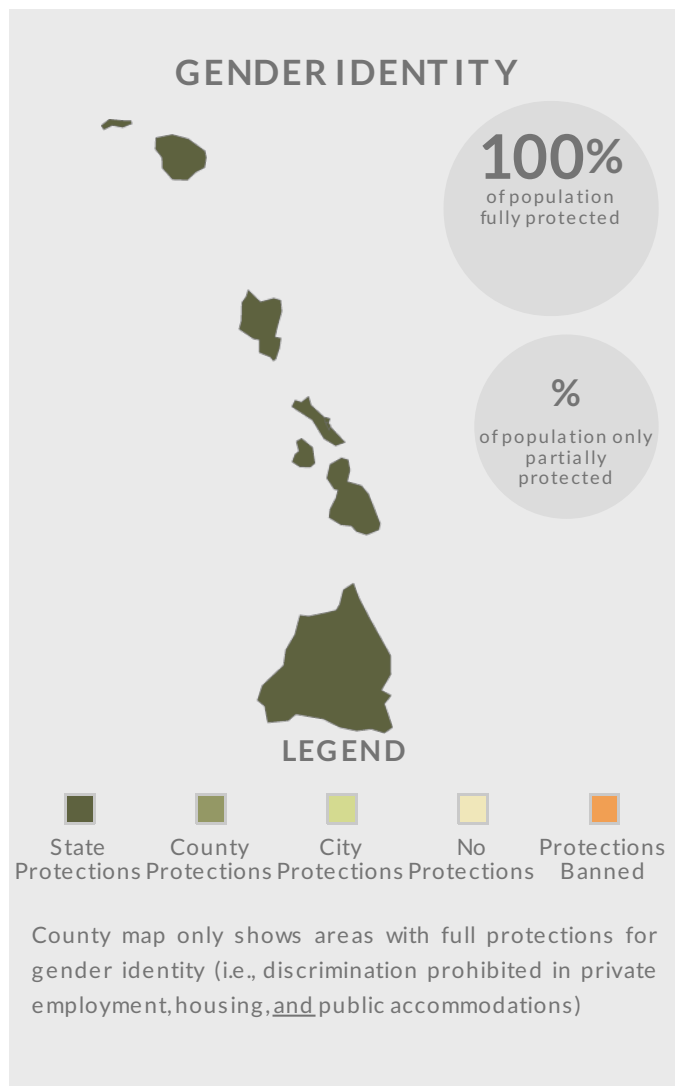 GENDER IDENTITY
100%
of population
fully protected
%
of population only
partially
protected
LEGEND
State
Protections
County
Protections
City
Protections
No
Protections
Protections
Banned
County map only shows areas with full protections for
gender identity (i.e., discrimination prohibited in private
employment, housing, and public accommodations)